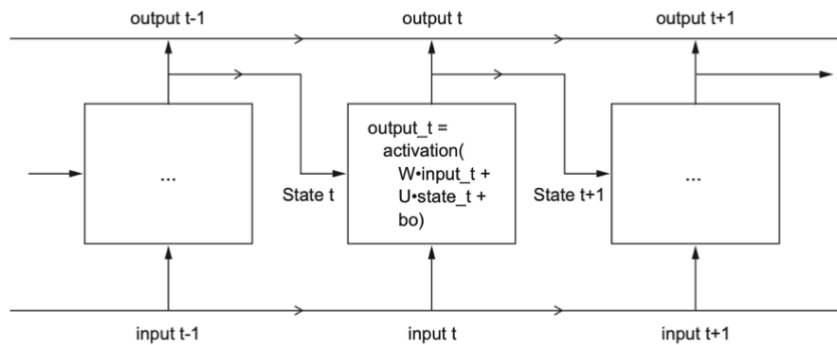 output t-1
output t
output t+1
...
output_t =
activation(
W•input_t +
U•state_t +
bo)
...
State t
State t+1
input t-1
input t
input t+1